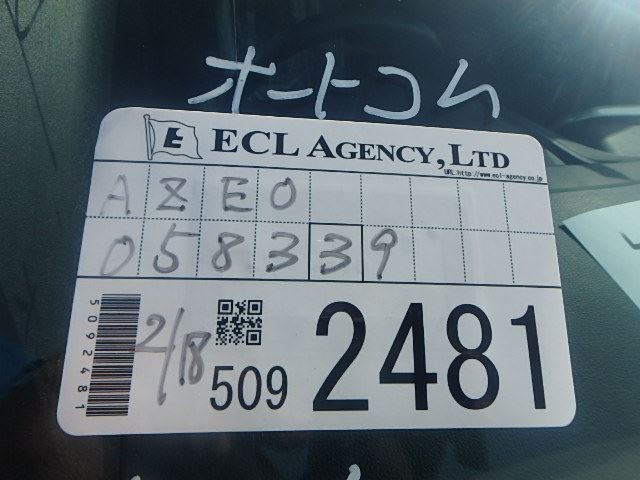 オートコム
E ECL AGENCY, LTD
URL:http://www.ecl-agency.co.jp
AZE0
058339
2/18
509 2481
5092481